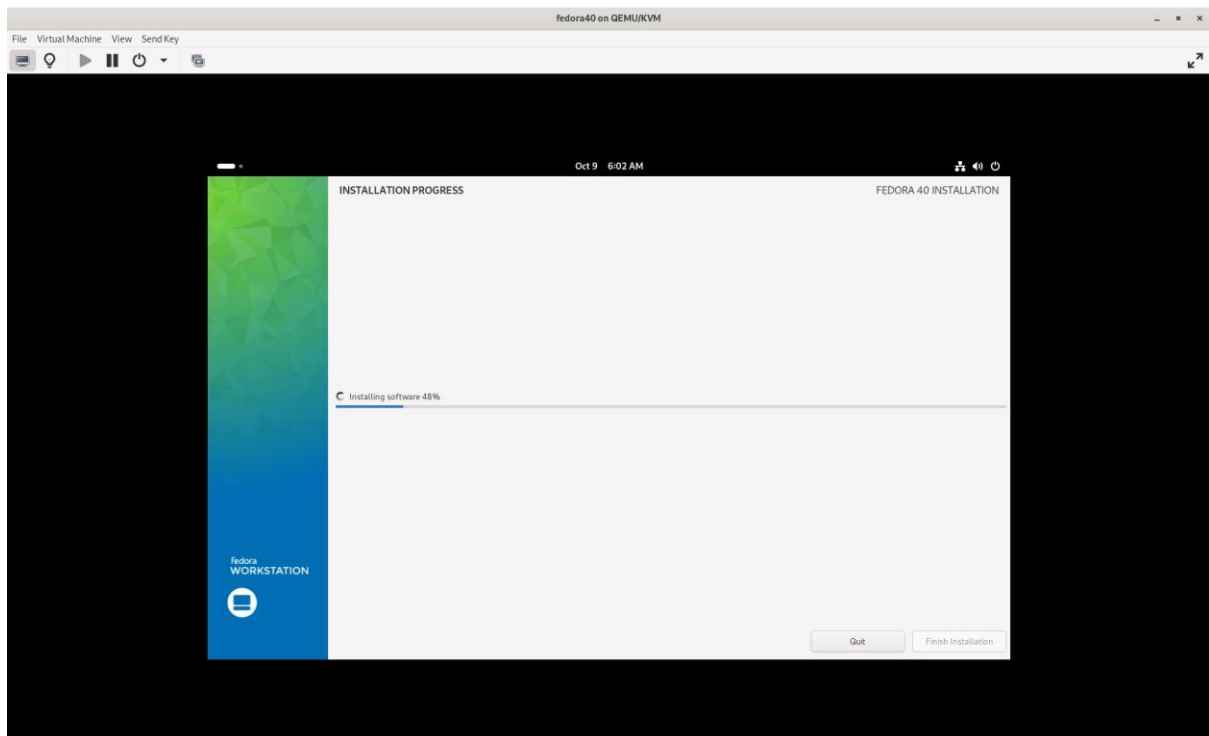 fedora40 on QEMU/KVM
File Virtual Machine View Send Key
Oct 9 6:02 AM
INSTALLATION PROGRESS
FEDORA 40 INSTALLATION
Installing software 48%
fedora
WORKSTATION
Quit
Finish Installation